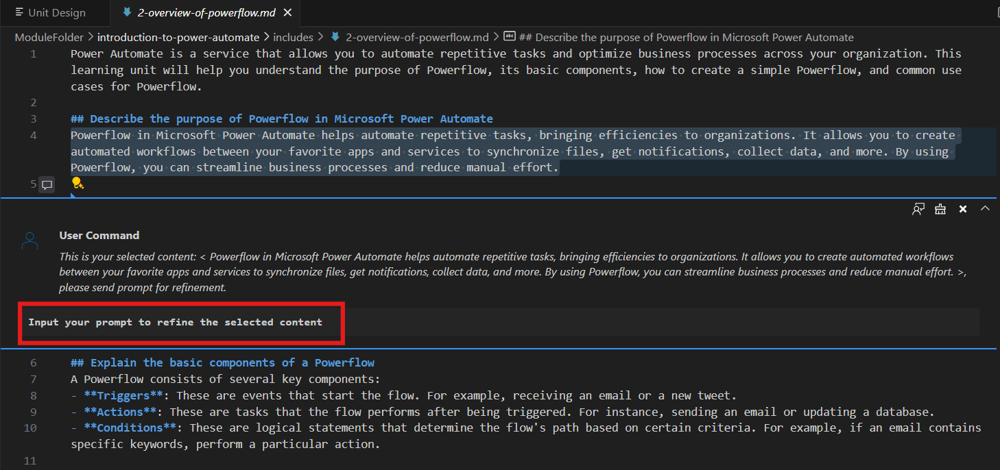 Unit Design
2-overview-of-powerflow.md
ModuleFolder > introduction-to-power-automate > includes > 2-overview-of-powerflow.md > abc ## Describe the purpose of Powerflow in Microsoft Power Automate
1 Power Automate is a service that allows you to automate repetitive tasks and optimize business processes across your organization. This
learning unit will help you understand the purpose of Powerflow, its basic components, how to create a simple Powerflow, and common use
cases for Powerflow.
2
3 ## Describe the purpose of Powerflow in Microsoft Power Automate
4 Powerflow in Microsoft Power Automate helps automate repetitive tasks, bringing efficiencies to organizations. It allows you to create
automated workflows between your favorite apps and services to synchronize files, get notifications, collect data, and more. By using
Powerflow, you can streamline business processes and reduce manual effort.
5
User Command
This is your selected content: < Powerflow in Microsoft Power Automate helps automate repetitive tasks, bringing efficiencies to organizations. It allows you to create automated workflows
between your favorite apps and services to synchronize files, get notifications, collect data, and more. By using Powerflow, you can streamline business processes and reduce manual effort. >,
please send prompt for refinement.
Input your prompt to refine the selected content
6 ## Explain the basic components of a Powerflow
7 A Powerflow consists of several key components:
8 - **Triggers**: These are events that start the flow. For example, receiving an email or a new tweet.
9 - **Actions**: These are tasks that the flow performs after being triggered. For instance, sending an email or updating a database.
10 - **Conditions**: These are logical statements that determine the flow's path based on certain criteria. For example, if an email contains
specific keywords, perform a particular action.
11